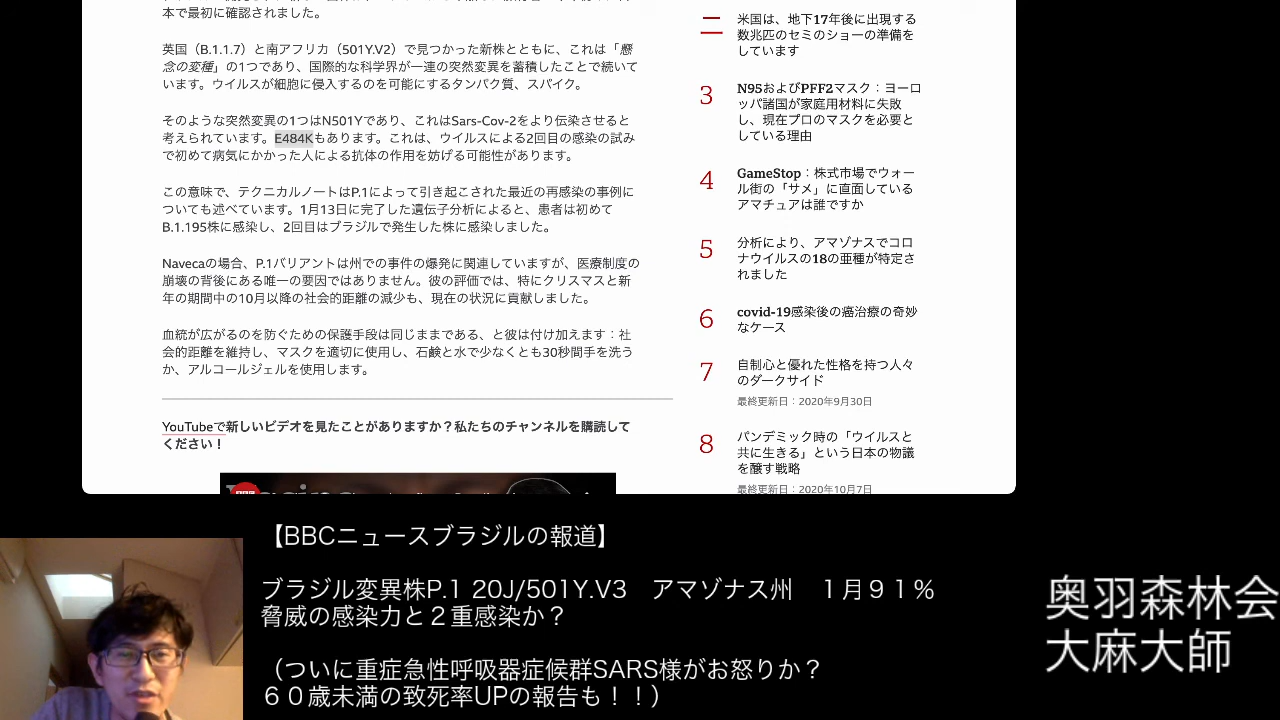 本で最初に確認されました。
英国（B.1.1.7）と南アフリカ（501Y.V2）で見つかった新株とともに、これは「懸
念の変種」の1つであり、国際的な科学界が一連の突然変異を蓄積したことで続いて
います。ウイルスが細胞に侵入するのを可能にするタンパク質、スパイク。
そのような突然変異の1つはN501Yであり、これはSars-Cov-2をより伝染させると
考えられています。E484Kもあります。これは、ウイルスによる2回目の感染の試み
で初めて病気にかかった人による抗体の作用を妨げる可能性があります。
この意味で、テクニカルノートはP.1によって引き起こされた最近の再感染の事例に
ついても述べています。1月13日に完了した遺伝子分析によると、患者は初めて
B.1.195株に感染し、2回目はブラジルで発生した株に感染しました。
Navecaの場合、P.1バリアントは州での事件の爆発に関連していますが、医療制度の
崩壊の背後にある唯一の要因ではありません。彼の評価では、特にクリスマスと新
年の期間中の10月以降の社会的距離の減少も、現在の状況に貢献しました。
血統が広がるのを防ぐための保護手段は同じままである、と彼は付け加えます：社
会的距離を維持し、マスクを適切に使用し、石鹸と水で少なくとも30秒間手を洗う
か、アルコールジェルを使用します。
YouTubeで新しいビデオを見たことがありますか？私たちのチャンネルを購読して
ください！
二
米国は、地下17年後に出現する
数兆匹のセミのショーの準備を
しています
3
N95およびPFF2マスク：ヨーロ
ッパ諸国が家庭用材料に失敗
し、現在プロのマスクを必要と
している理由
4
GameStop：株式市場でウォー
ル街の「サメ」に直面している
アマチュアは誰ですか
5
分析により、アマゾナスでコロ
ナウイルスの18の亜種が特定さ
れました
6
covid-19感染後の癌治療の奇妙
なケース
7
自制心と優れた性格を持つ人々
のダークサイド
最終更新日：2020年9月30日
8
パンデミック時の「ウイルスと
共に生きる」という日本の物議
を醸す戦略
最終更新日：2020年10月7日
【BBCニュースブラジルの報道】
ブラジル変異株P.1 20J/501Y.V3　アマゾナス州　１月９１％
脅威の感染力と２重感染か？
（ついに重症急性呼吸器症候群SARS様がお怒りか？
６０歳未満の致死率UPの報告も！！）
奥羽森林会
大麻大師